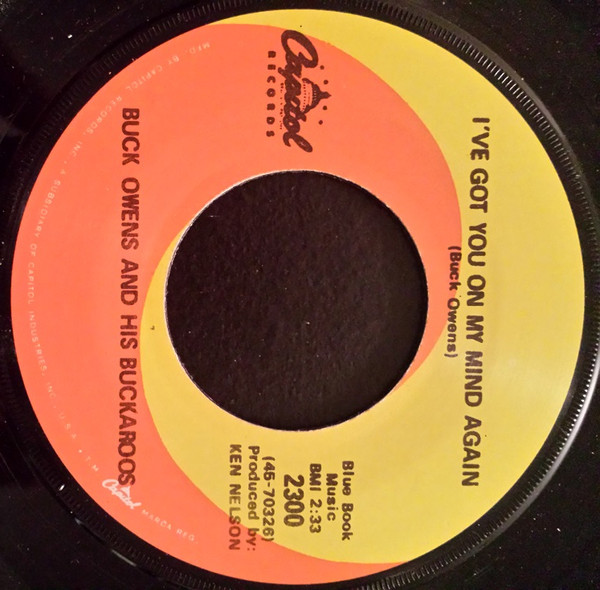 I'VE GOT YOU ON MY MIND AGAIN
(Buck Owens)
Capitol
RECORDS
Blue Book
Music
BMI 2:33
2300
(45-70326)
Produced by:
KEN NELSON
BUCK OWENS AND HIS BUCKAROOS
MFD. BY CAPITOL RECORDS, INC. • A SUBSIDIARY OF CAPITOL INDUSTRIES, INC., U.S.A. • T.M. Capitol MARCA REG.